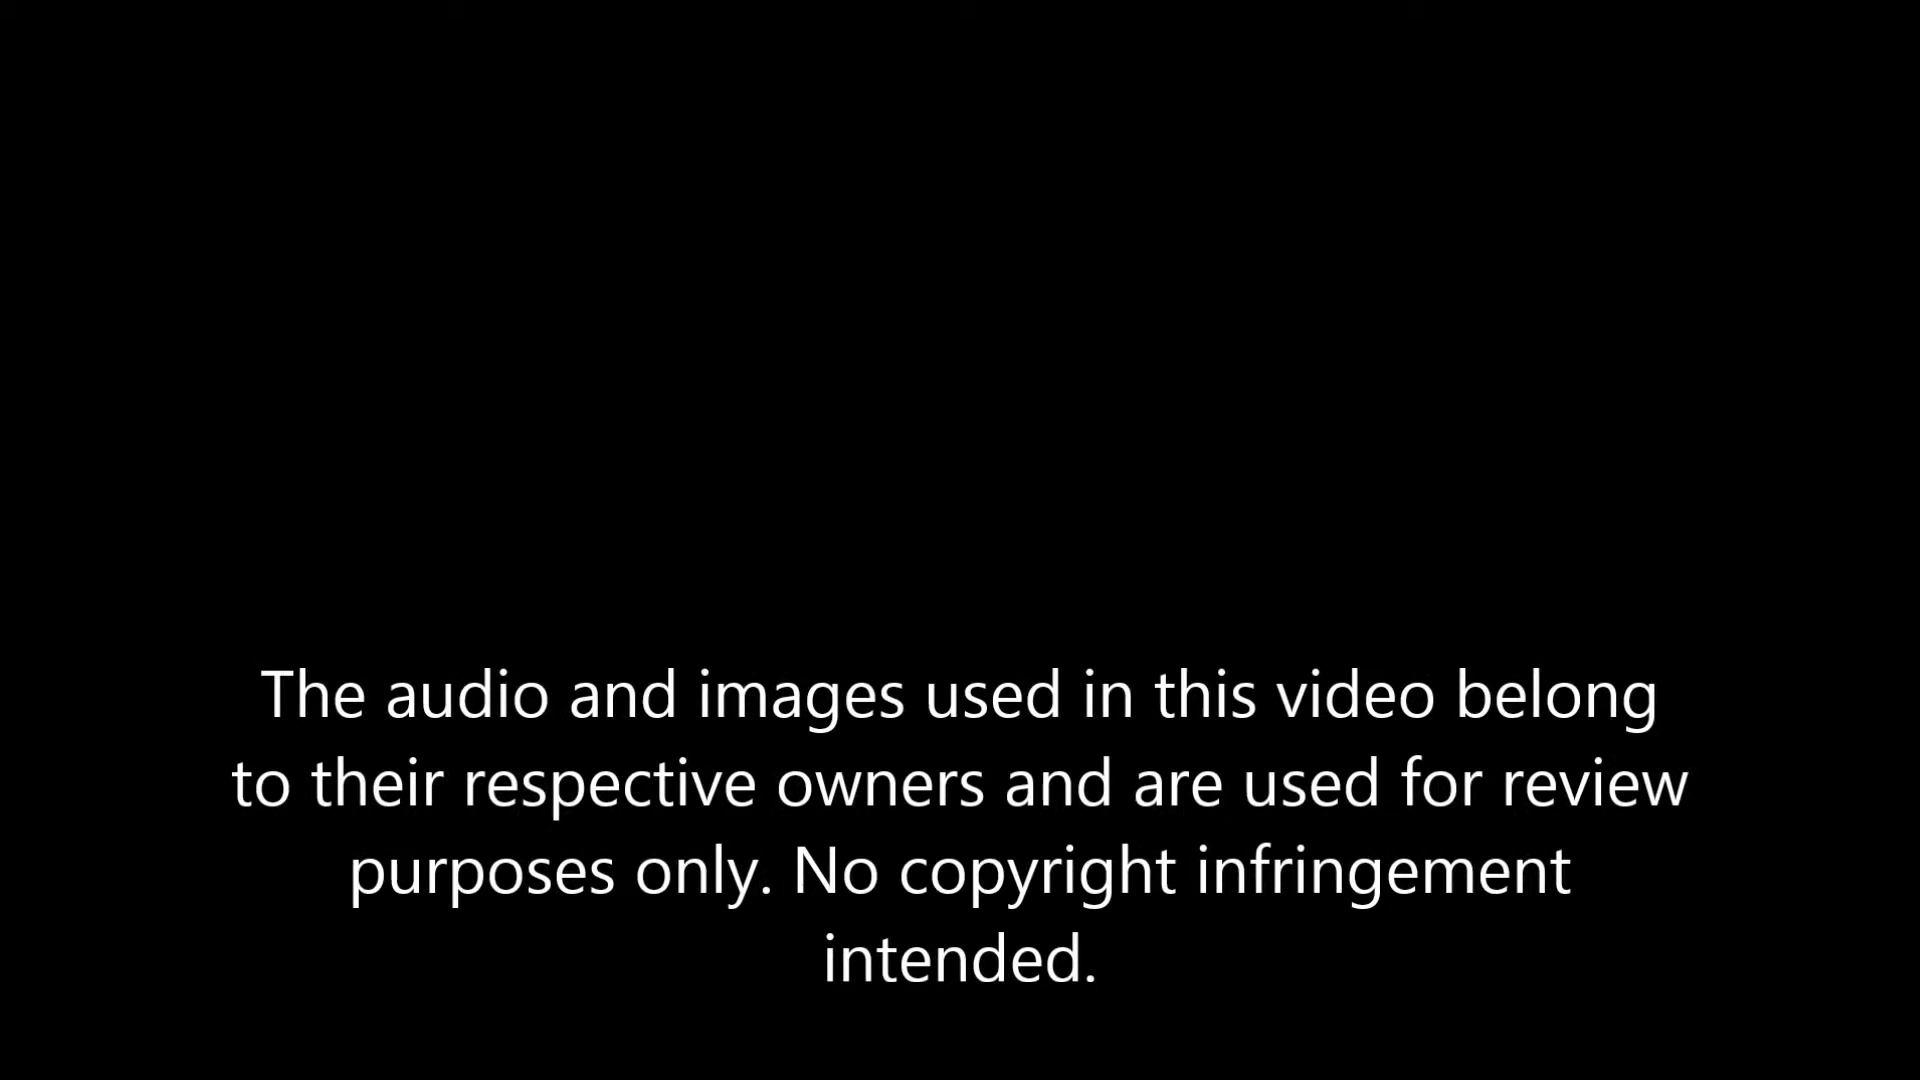 The audio and images used in this video belong
to their respective owners and are used for review
purposes only. No copyright infringement
intended.